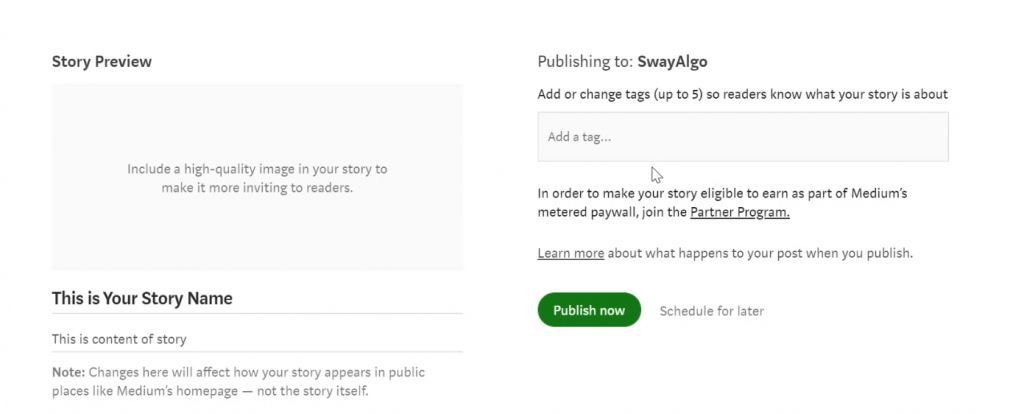 Story Preview
Include a high-quality image in your story to
make it more inviting to readers.
This is Your Story Name
This is content of story
Note: Changes here will affect how your story appears in public
places like Medium’s homepage — not the story itself.
Publishing to: SwayAlgo
Add or change tags (up to 5) so readers know what your story is about
Add a tag...
In order to make your story eligible to earn as part of Medium’s
metered paywall, join the Partner Program.
Learn more about what happens to your post when you publish.
Publish now
Schedule for later